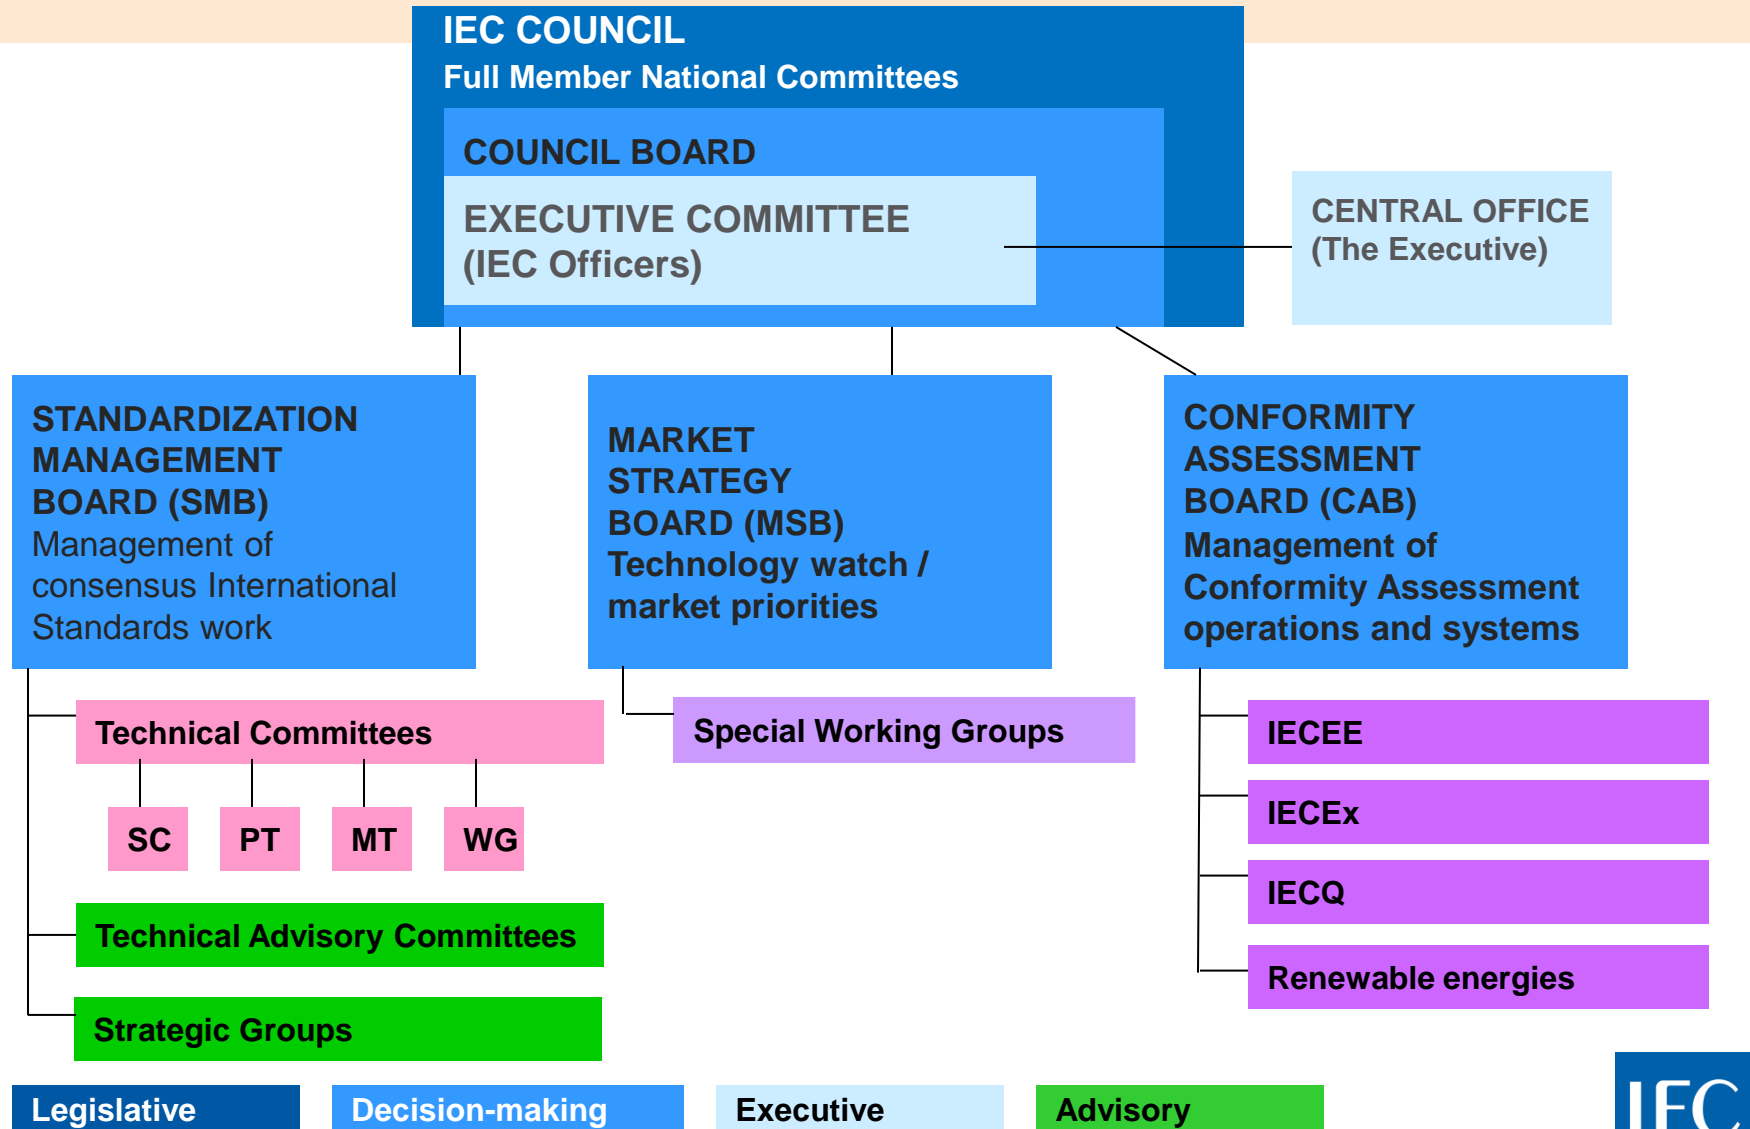 IEC COUNCIL
Full Member National Committees
COUNCIL BOARD
EXECUTIVE COMMITTEE
(IEC Officers)
CENTRAL OFFICE
(The Executive)
STANDARDIZATION
MANAGEMENT
BOARD (SMB)
Management of
consensus International
Standards work
MARKET
STRATEGY
BOARD (MSB)
Technology watch /
market priorities
CONFORMITY
ASSESSMENT
BOARD (CAB)
Management of
Conformity Assessment
operations and systems
Technical Committees
SC PT MT WG
Technical Advisory Committees
Strategic Groups
Special Working Groups
IECEE
IECEx
IECQ
Renewable energies
Legislative Decision-making Executive Advisory
IEC